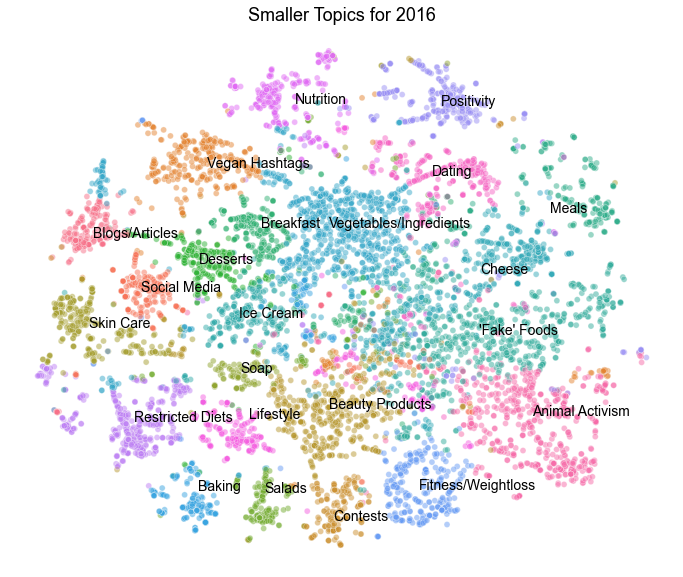 Smaller Topics for 2016
Nutrition
Positivity
Vegan Hashtags
Dating
Meals
Blogs/Articles
Breakfast
Vegetables/Ingredients
Desserts
Cheese
Social Media
Ice Cream
Skin Care
'Fake' Foods
Soap
Restricted Diets
Lifestyle
Beauty Products
Animal Activism
Baking
Salads
Fitness/Weightloss
Contests